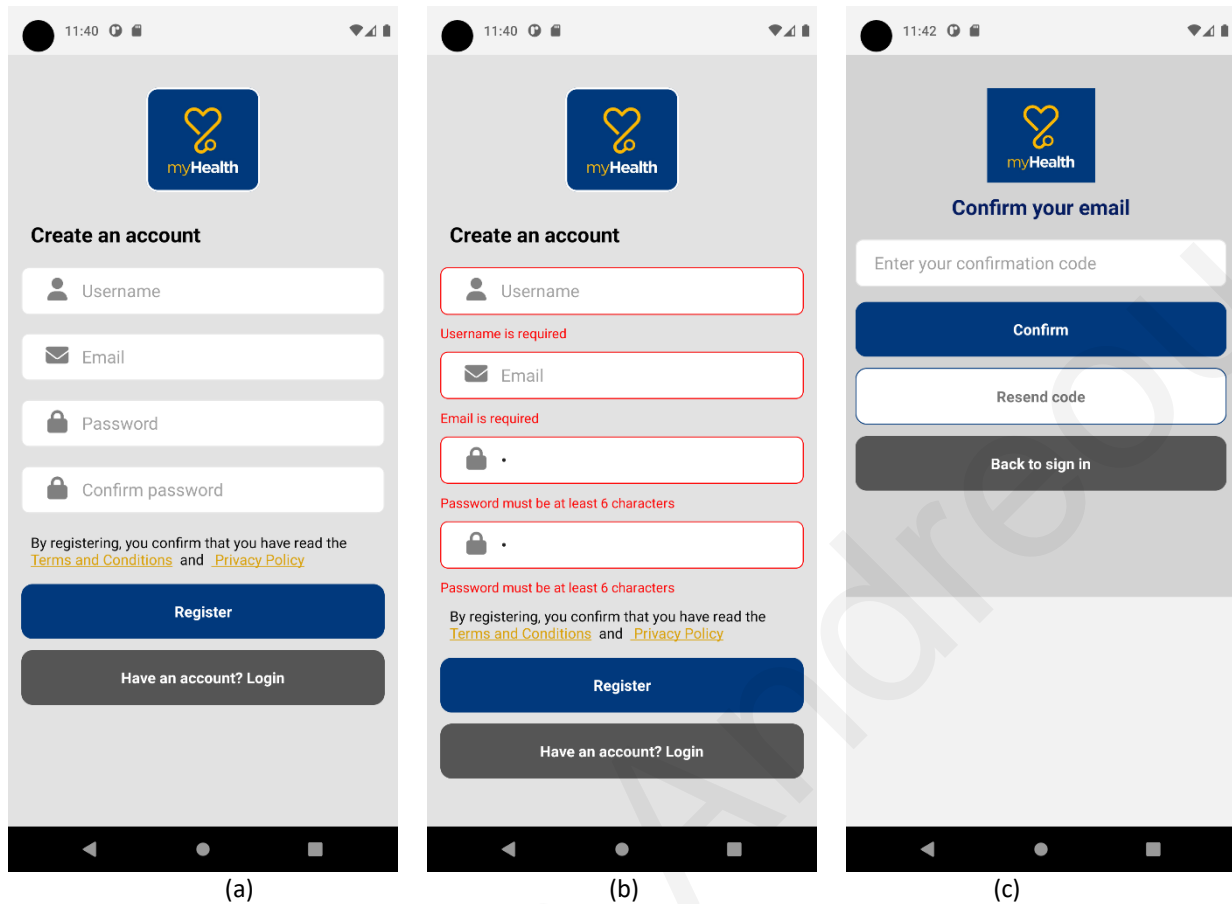 11:40
myHealth
Create an account
Username
Email
Password
Confirm password
By registering, you confirm that you have read the
Terms and Conditions and Privacy Policy
Register
Have an account? Login
(a)
11:40
myHealth
Create an account
Username
Username is required
Email
Email is required
Password must be at least 6 characters
Password must be at least 6 characters
By registering, you confirm that you have read the
Terms and Conditions and Privacy Policy
Register
Have an account? Login
(b)
11:42
myHealth
Confirm your email
Enter your confirmation code
Confirm
Resend code
Back to sign in
(c)
Andreou